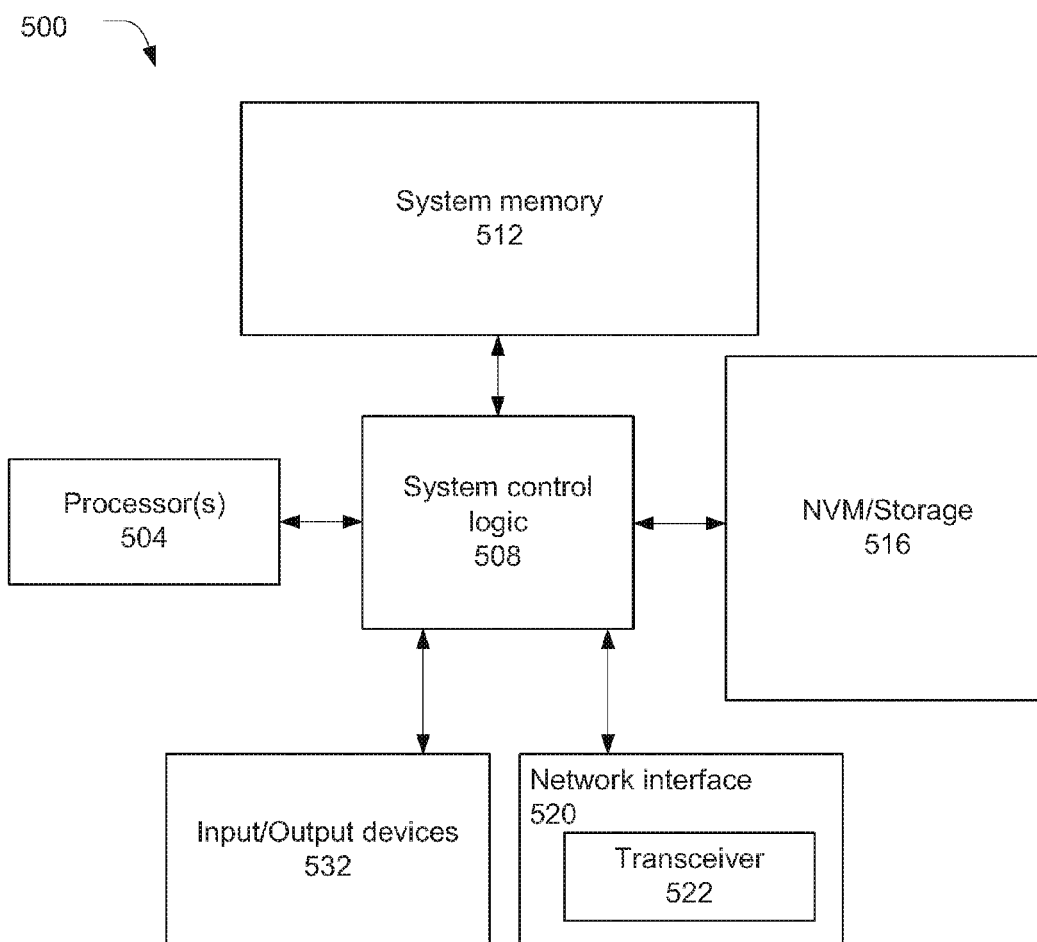 500
System memory
512
Processor(s)
504
System control
logic
508
NVM/Storage
516
Input/Output devices
532
Network interface
520
Transceiver
522